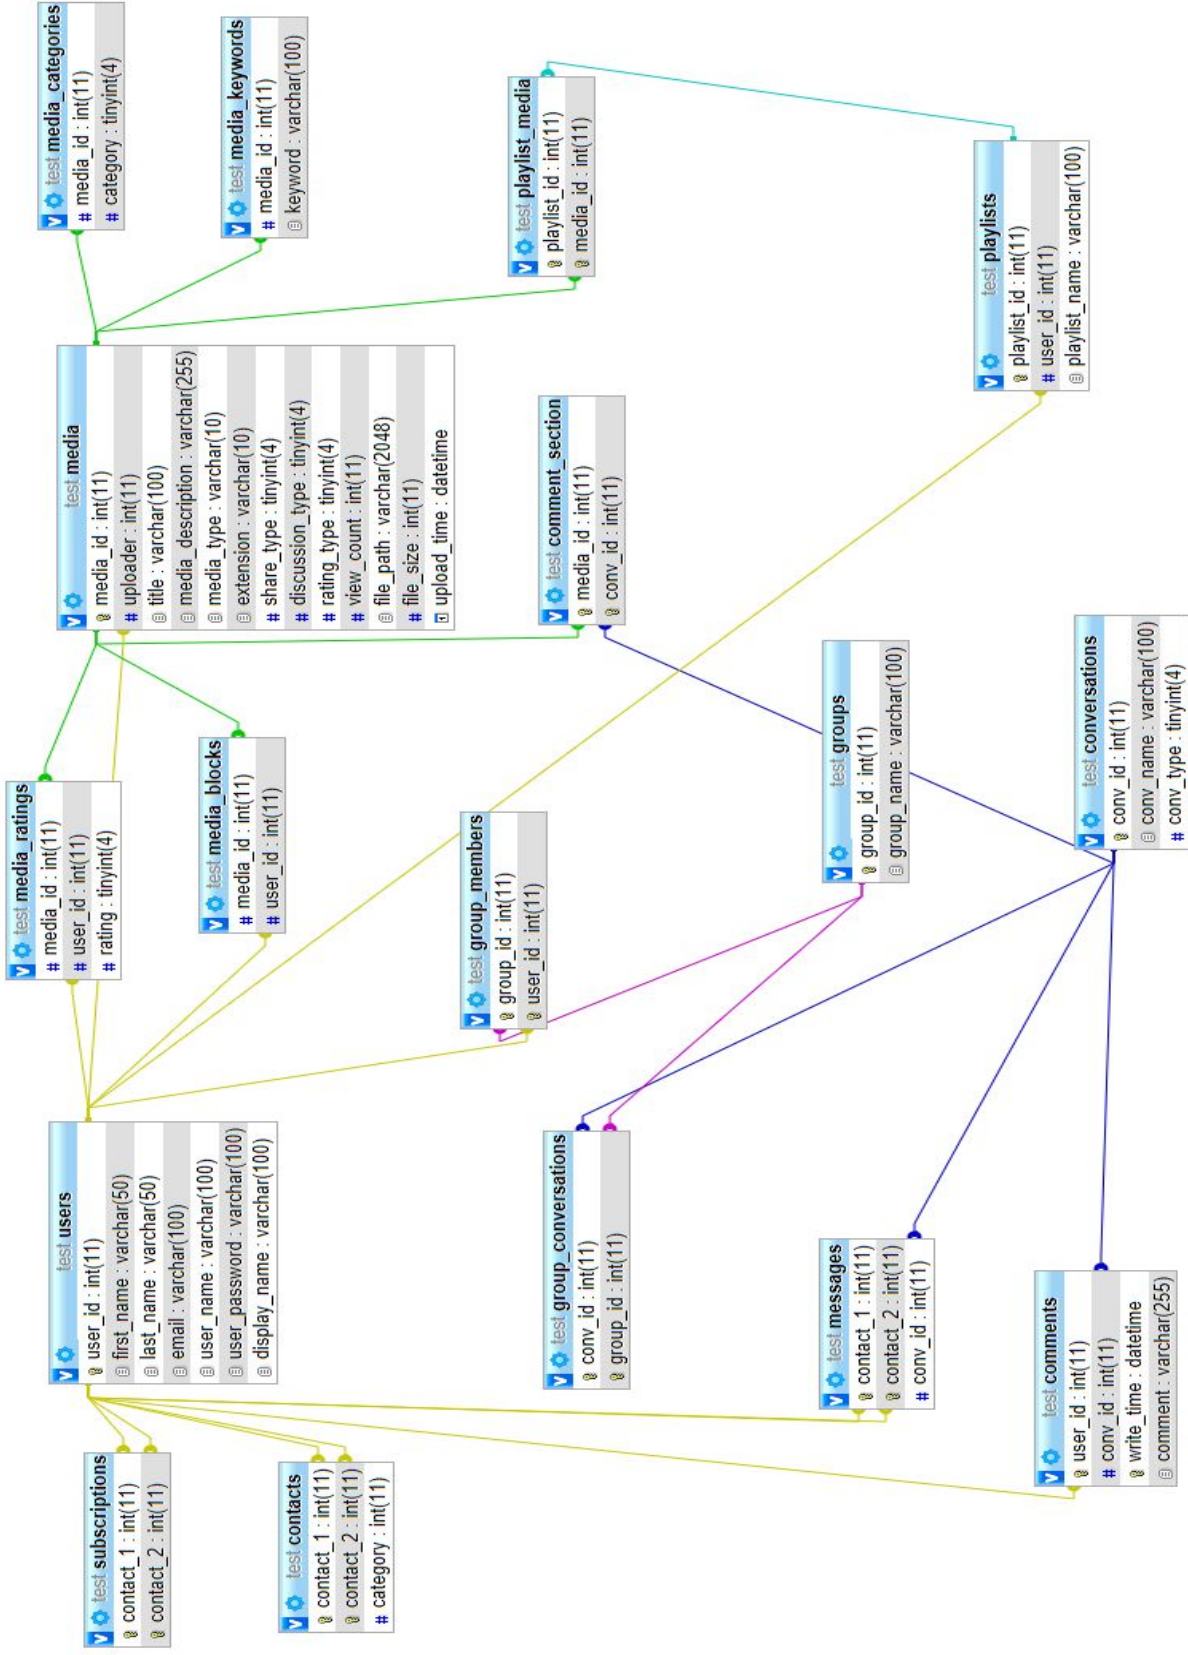 test subscriptions
contact_1 : int(11)
contact_2 : int(11)
test users
user_id : int(11)
first_name : varchar(50)
last_name : varchar(50)
email : varchar(100)
user_name : varchar(100)
user_password : varchar(100)
display_name : varchar(100)
test media_ratings
media_id : int(11)
user_id : int(11)
rating : tinyint(4)
test media
media_id : int(11)
uploader : int(11)
title : varchar(100)
media_description : varchar(255)
media_type : varchar(10)
extension : varchar(10)
share_type : tinyint(4)
discussion_type : tinyint(4)
rating_type : tinyint(4)
view_count : int(11)
file_path : varchar(2048)
file_size : int(11)
upload_time : datetime
test media_categories
media_id : int(11)
category : tinyint(4)
test media_keywords
media_id : int(11)
keyword : varchar(100)
test contacts
contact_1 : int(11)
contact_2 : int(11)
category : int(11)
test media_blocks
media_id : int(11)
user_id : int(11)
test group_members
group_id : int(11)
user_id : int(11)
test playlist_media
playlist_id : int(11)
media_id : int(11)
test group_conversations
conv_id : int(11)
group_id : int(11)
test comment_section
media_id : int(11)
conv_id : int(11)
test messages
contact_1 : int(11)
contact_2 : int(11)
conv_id : int(11)
test groups
group_id : int(11)
group_name : varchar(100)
test playlists
playlist_id : int(11)
user_id : int(11)
playlist_name : varchar(100)
test comments
user_id : int(11)
conv_id : int(11)
write_time : datetime
comment : varchar(255)
test conversations
conv_id : int(11)
conv_name : varchar(100)
conv_type : tinyint(4)